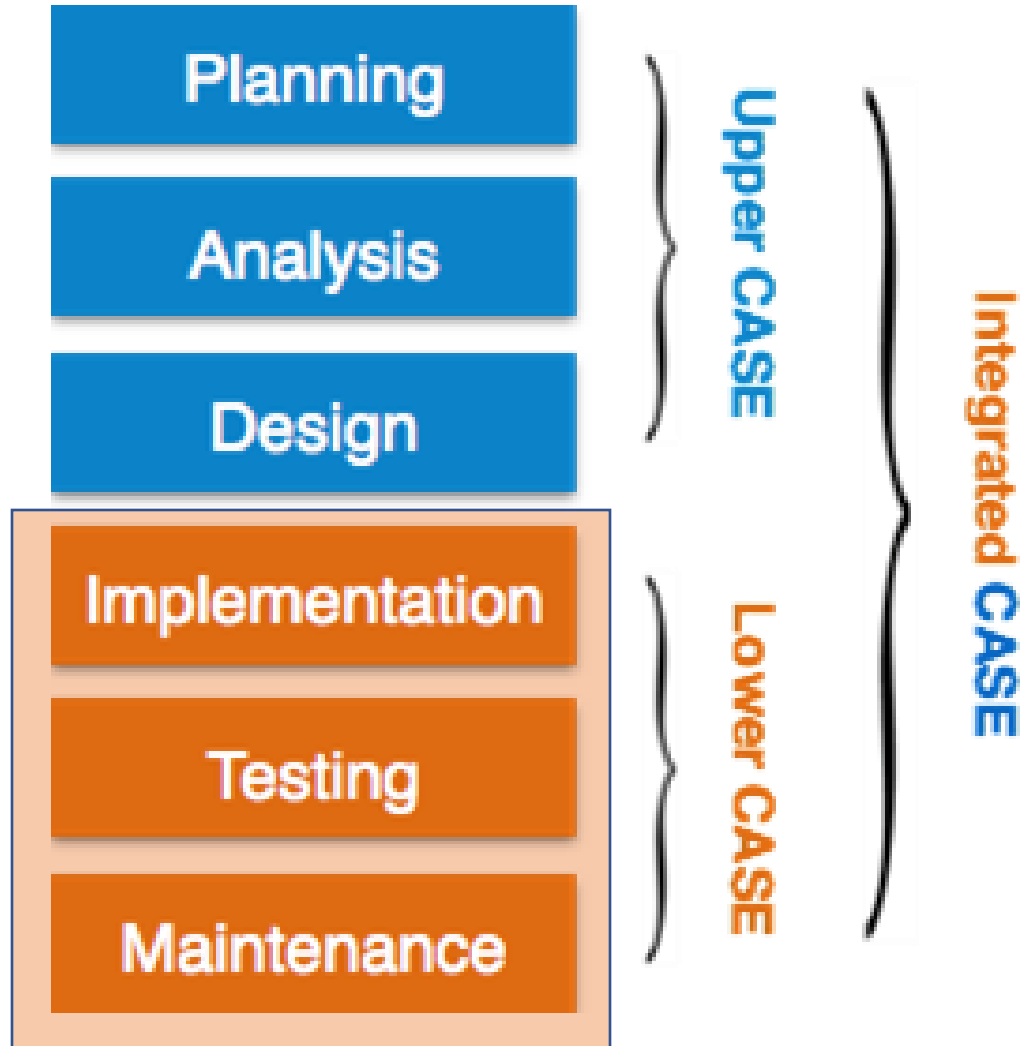 Planning
Analysis
Design
Implementation
Testing
Maintenance
Upper CASE
Lower CASE
Integrated CASE